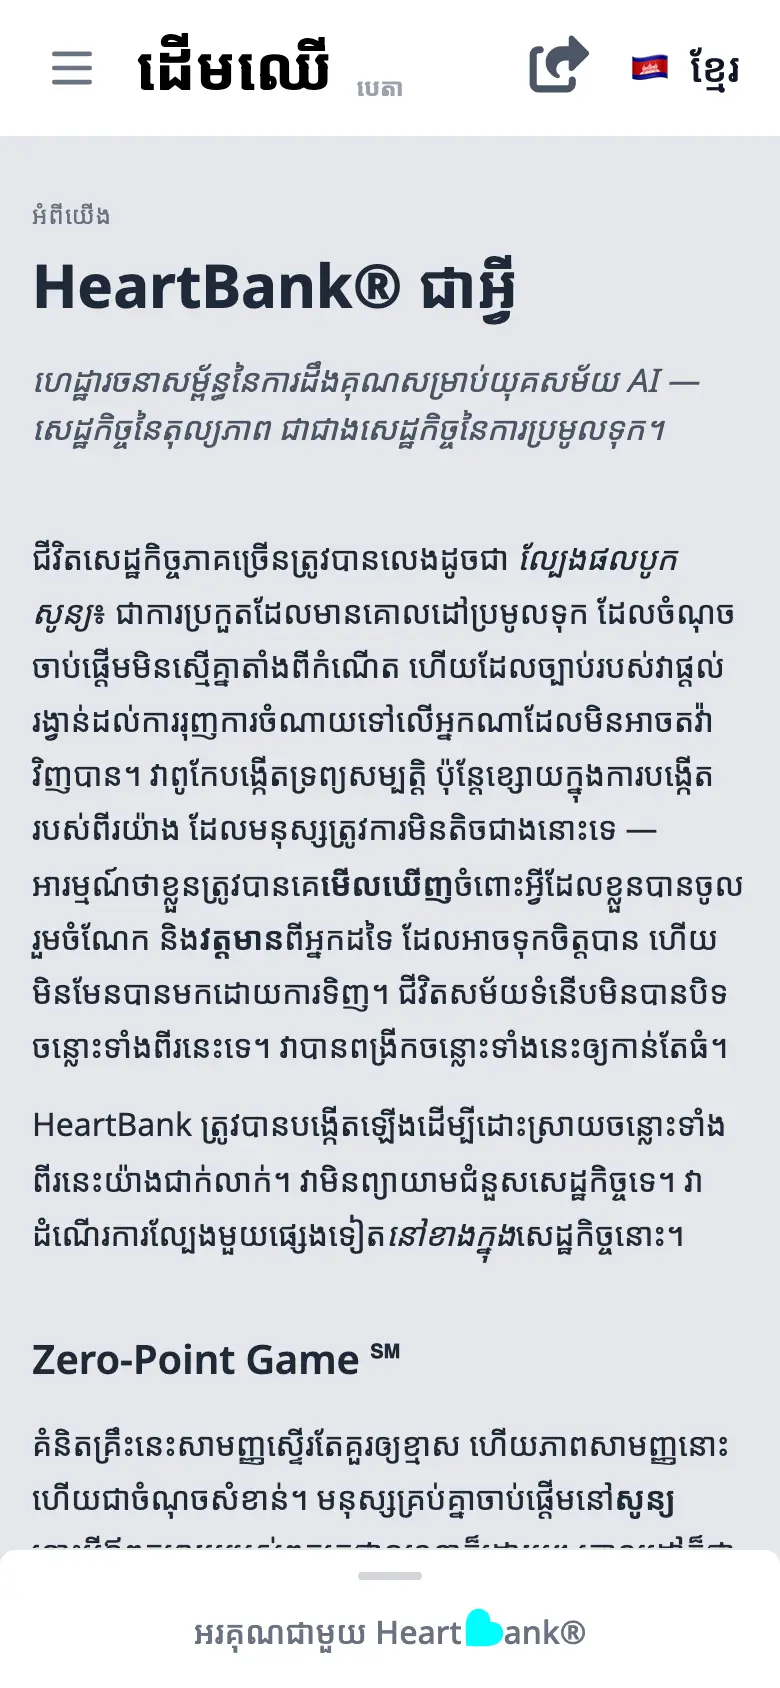 ដើមឈើ បេតា ខ្មែរ
អំពីយើង
HeartBank® ជាអ្វី
ហេដ្ឋារចនាសម្ព័ន្ធនៃការដឹងគុណសម្រាប់យុគសម័យ AI —
សេដ្ឋកិច្ចនៃតុល្យភាព ជាជាងសេដ្ឋកិច្ចនៃការប្រមូលទុក។
ជីវិតសេដ្ឋកិច្ចភាគច្រើនត្រូវបានលេងដូចជា ល្បែងផលបូក
សូន្យ៖ ជាការប្រកួតដែលមានគោលដៅប្រមូលទុក ដែលចំណុច
ចាប់ផ្តើមមិនស្មើគ្នាតាំងពីកំណើត ហើយដែលច្បាប់របស់វាផ្តល់
រង្វាន់ដល់ការរុញការចំណាយទៅលើអ្នកណាដែលមិនអាចតវ៉ា
វិញបាន។ វាពូកែបង្កើតទ្រព្យសម្បត្តិ ប៉ុន្តែខ្សោយក្នុងការបង្កើត
របស់ពីរយ៉ាង ដែលមនុស្សត្រូវការមិនតិចជាងនោះទេ —
អារម្មណ៍ថាខ្លួនត្រូវបានគេមើលឃើញចំពោះអ្វីដែលខ្លួនបានចូល
រួមចំណែក និងវត្តមានពីអ្នកដទៃ ដែលអាចទុកចិត្តបាន ហើយ
មិនមែនបានមកដោយការទិញ។ ជីវិតសម័យទំនើបមិនបានបិទ
ចន្លោះទាំងពីរនេះទេ។ វាបានពង្រីកចន្លោះទាំងនេះឲ្យកាន់តែធំ។
HeartBank ត្រូវបានបង្កើតឡើងដើម្បីដោះស្រាយចន្លោះទាំង
ពីរនេះយ៉ាងជាក់លាក់។ វាមិនព្យាយាមជំនួសសេដ្ឋកិច្ចទេ។ វា
ដំណើរការល្បែងមួយផ្សេងទៀតនៅខាងក្នុងសេដ្ឋកិច្ចនោះ។
Zero-Point Game ℠
គំនិតគ្រឹះនេះសាមញ្ញស្ទើរតែគួរឲ្យខ្មាស ហើយភាពសាមញ្ញនោះ
ហើយជាចំណុចសំខាន់។ មនុស្សគ្រប់គ្នាចាប់ផ្តើមនៅសូន្យ
អរគុណជាមួយ HeartBank®